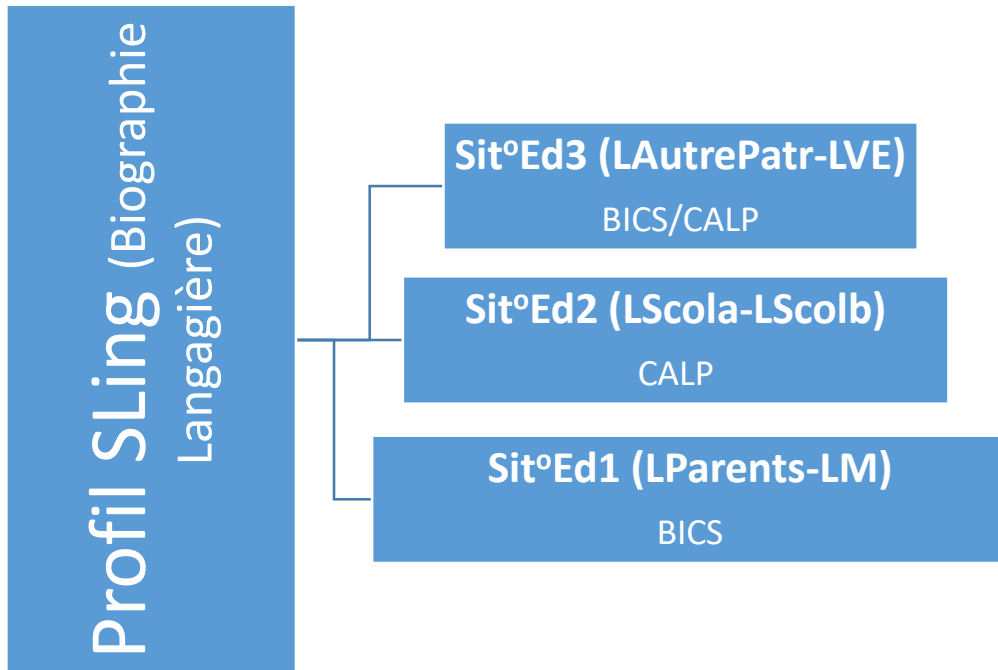 Profil SLing (Biographie
Langagière)
SitºEd3 (LAutrePatr-LVE)
BICS/CALP
SitºEd2 (LScola-LScolb)
CALP
SitºEd1 (LParents-LM)
BICS